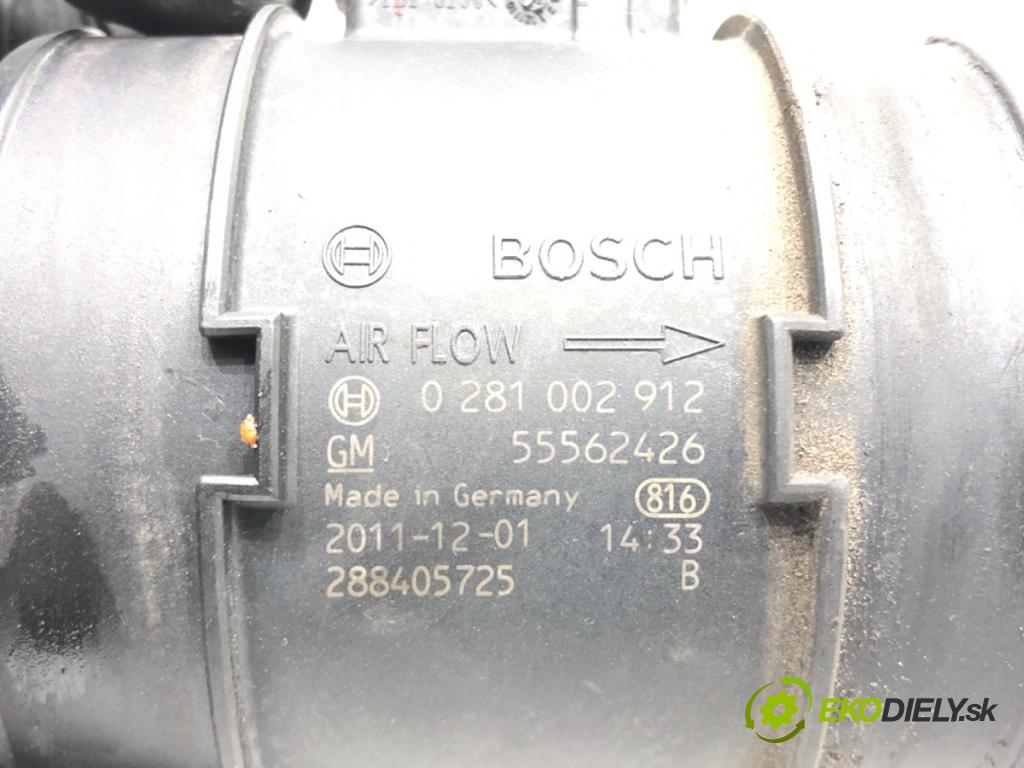 BOSCH
AIR FLOW
0 281 002 912
GM 55562426
Made in Germany 816
2011-12-01 14:33
288405725 B
EKODIELY.sk